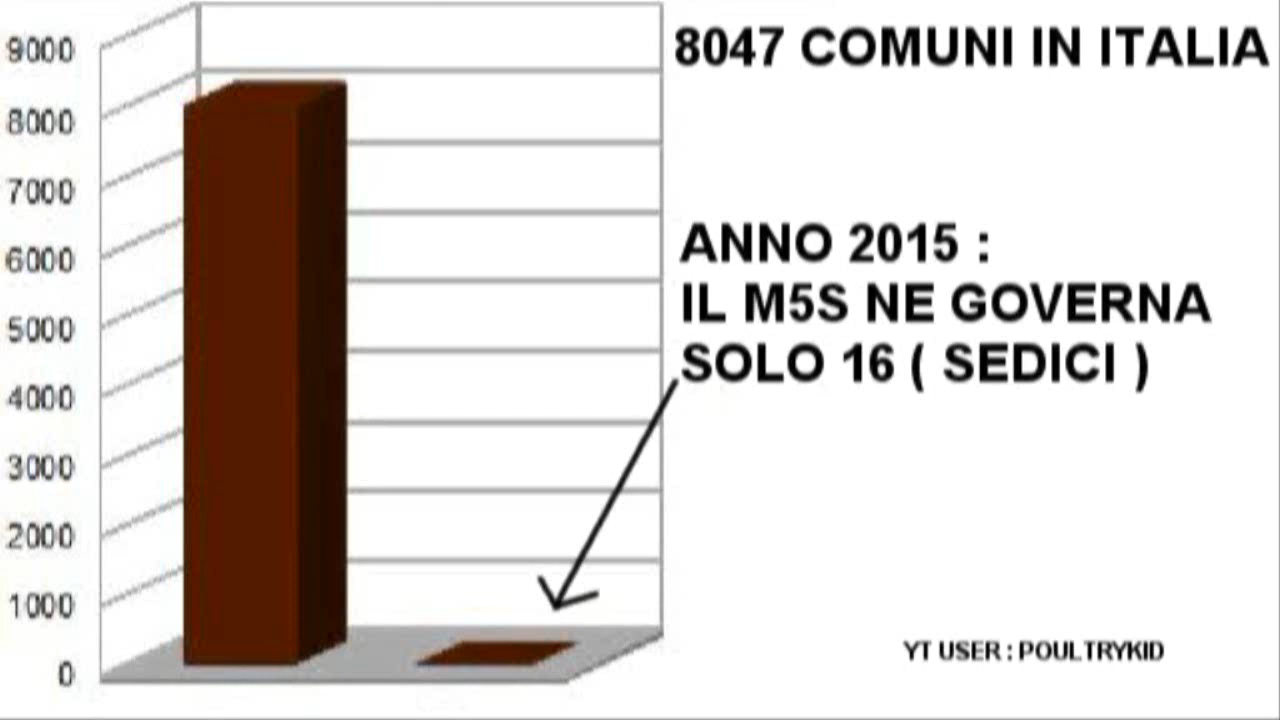 9000
8000
7000
6000
5000
4000
3000
2000
1000
0
8047 COMUNI IN ITALIA
ANNO 2015 :
IL M5S NE GOVERNA
SOLO 16 ( SEDICI )
YT USER : POULTRYKID